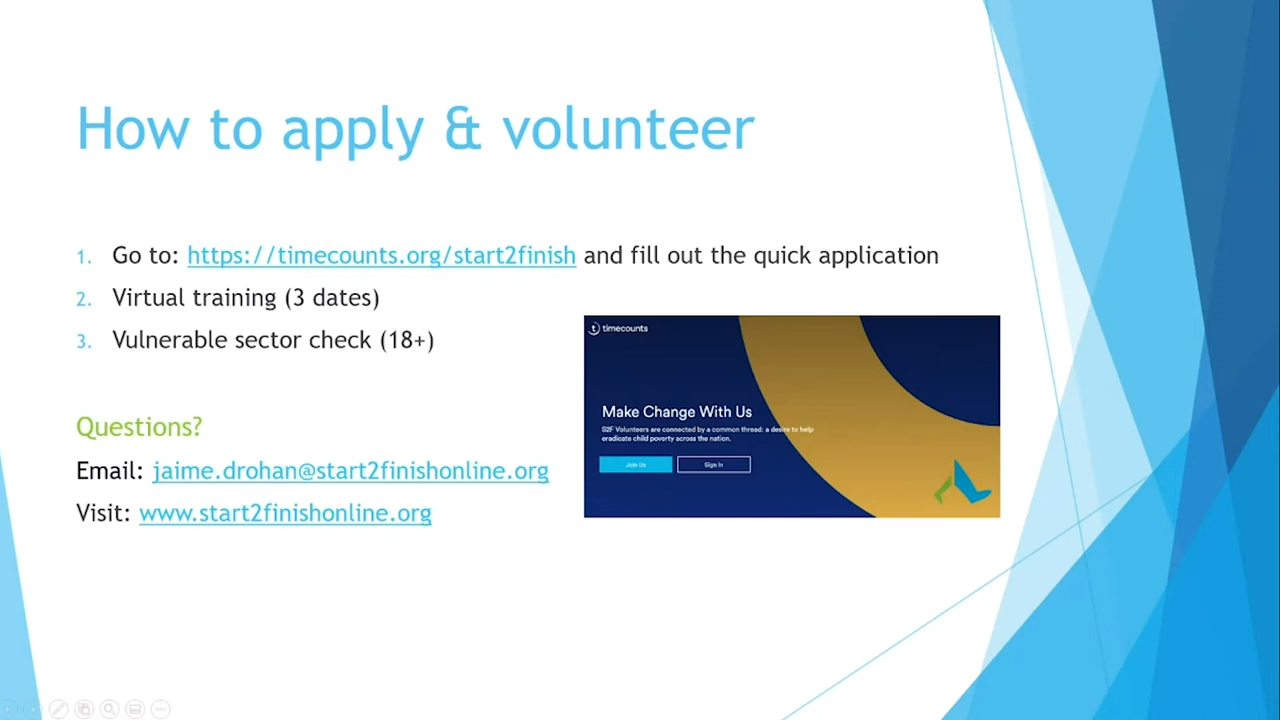 How to apply & volunteer
1. Go to: https://timecounts.org/start2finish and fill out the quick application
2. Virtual training (3 dates)
3. Vulnerable sector check (18+)
timecounts
Make Change With Us
S2F Volunteers are connected by a common thread: a desire to help
eradicate child poverty across the nation.
Join Us
Sign In
Questions?
Email: jaime.drohan@start2finishonline.org
Visit: www.start2finishonline.org